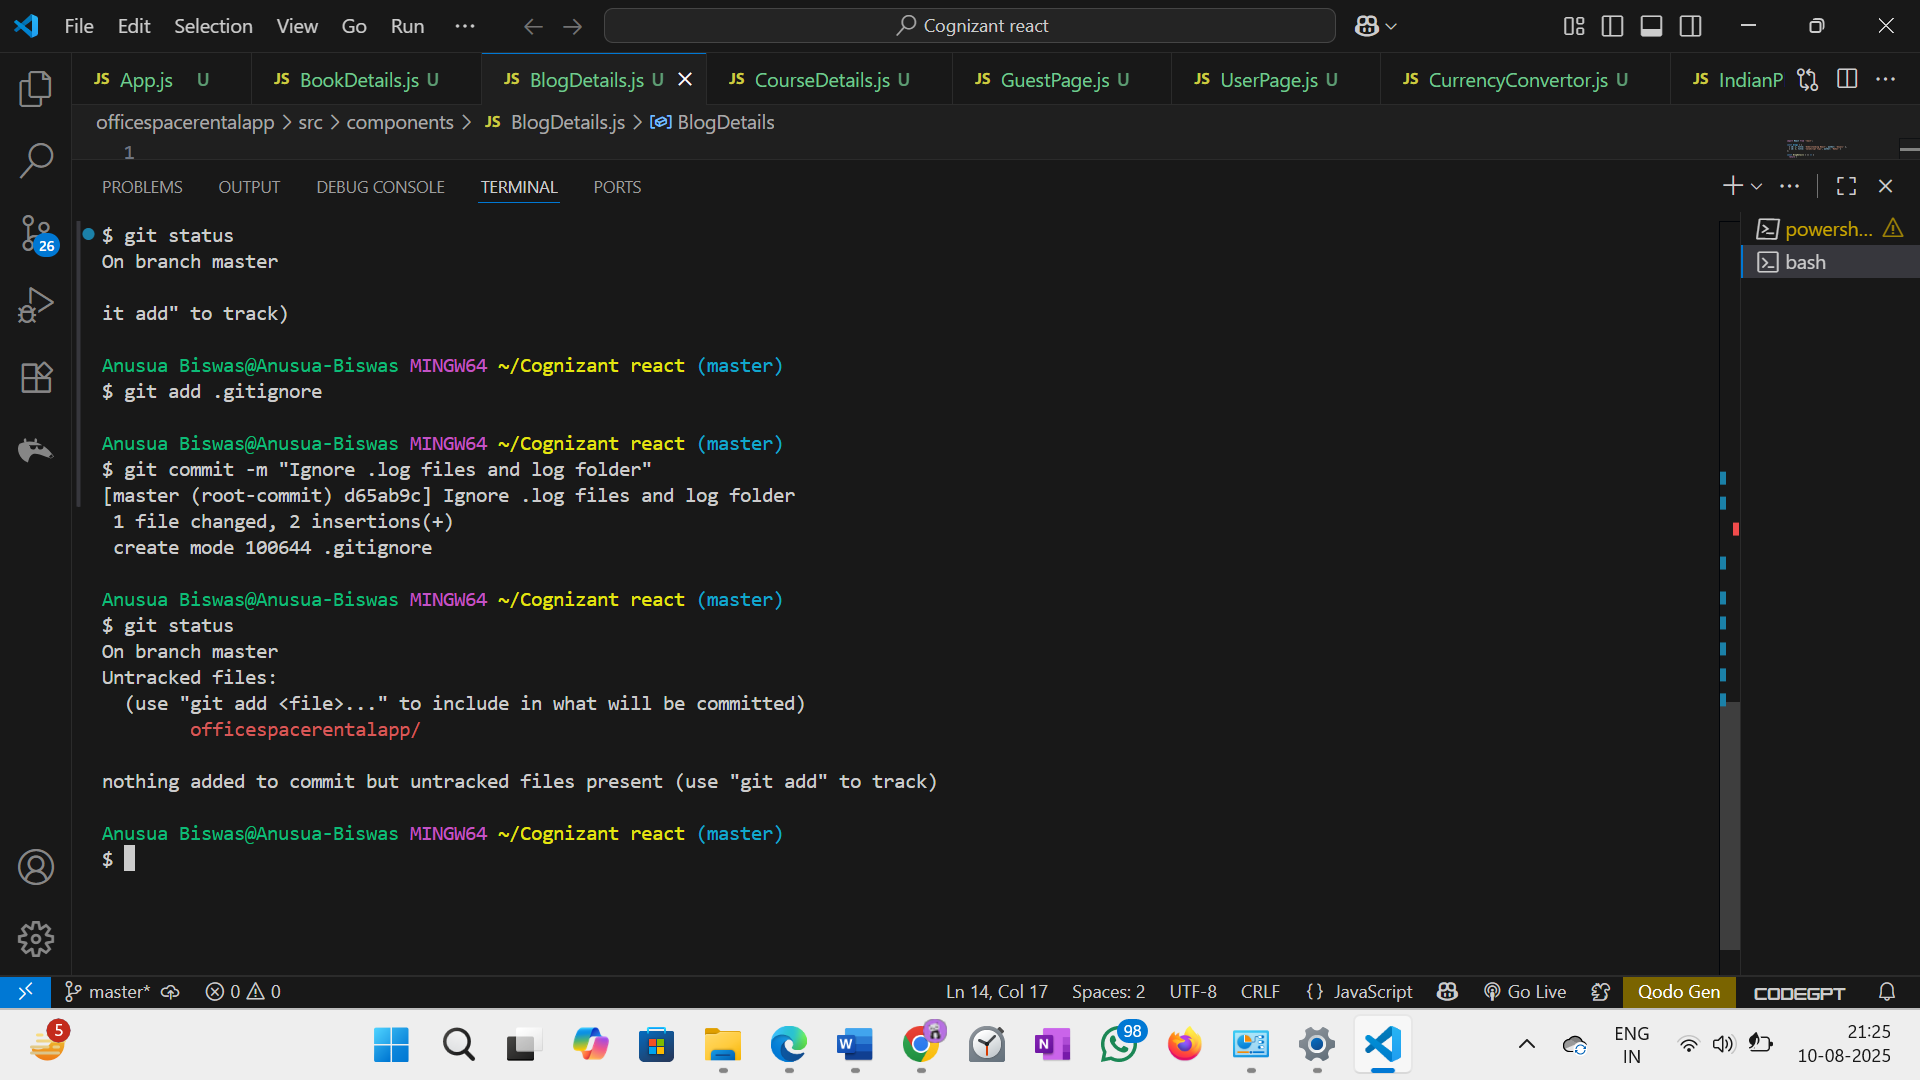 File Edit Selection View Go Run ... Cognizant react
JS App.js U JS BookDetails.js U JS BlogDetails.js U JS CourseDetails.js U JS GuestPage.js U JS UserPage.js U JS CurrencyConvertor.js U JS IndianP
officespacerentalapp > src > components > JS BlogDetails.js > BlogDetails
1
PROBLEMS OUTPUT DEBUG CONSOLE TERMINAL PORTS
powersh...
bash
26
$ git status
On branch master
it add" to track)
Anusua Biswas@Anusua-Biswas MINGW64 ~/Cognizant react (master)
$ git add .gitignore
Anusua Biswas@Anusua-Biswas MINGW64 ~/Cognizant react (master)
$ git commit -m "Ignore .log files and log folder"
[master (root-commit) d65ab9c] Ignore .log files and log folder
1 file changed, 2 insertions(+)
create mode 100644 .gitignore
Anusua Biswas@Anusua-Biswas MINGW64 ~/Cognizant react (master)
$ git status
On branch master
Untracked files:
(use "git add <file>..." to include in what will be committed)
officespacerentalapp/
nothing added to commit but untracked files present (use "git add" to track)
Anusua Biswas@Anusua-Biswas MINGW64 ~/Cognizant react (master)
$
master* 0 0 Ln 14, Col 17 Spaces: 2 UTF-8 CRLF {} JavaScript Go Live Qodo Gen CODEGPT
5 W N 98 ENG 21:25
IN 10-08-2025